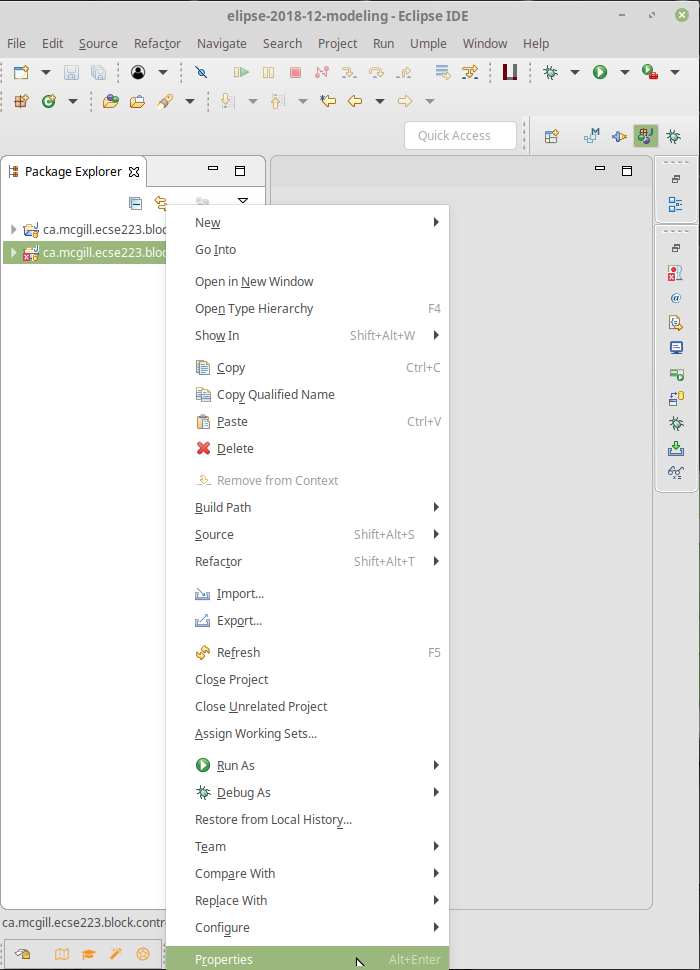 elipse-2018-12-modeling - Eclipse IDE
File Edit Source Refactor Navigate Search Project Run Umple Window Help
Quick Access
Package Explorer
ca.mcgill.ecse223.bloc
ca.mcgill.ecse223.bloc
New
Go Into
Open in New Window
Open Type Hierarchy F4
Show In Shift+Alt+W
Copy Ctrl+C
Copy Qualified Name
Paste Ctrl+V
Delete
Remove from Context
Build Path
Source Shift+Alt+S
Refactor Shift+Alt+T
Import...
Export...
Refresh F5
Close Project
Close Unrelated Project
Assign Working Sets...
Run As
Debug As
Restore from Local History...
Team
Compare With
Replace With
Configure
ca.mcgill.ecse223.block.contr
Properties Alt+Enter